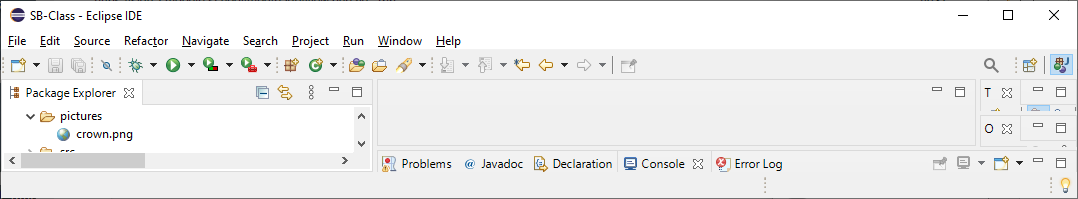 SB-Class - Eclipse IDE
File Edit Source Refactor Navigate Search Project Run Window Help
Package Explorer
T
pictures
crown.png
O
Problems @ Javadoc Declaration Console Error Log